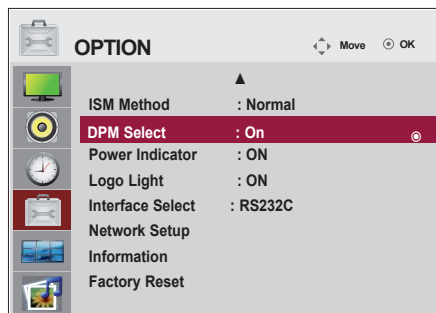 OPTION Move OK
ISM Method : Normal
DPM Select : On
Power Indicator : ON
Logo Light : ON
Interface Select : RS232C
Network Setup
Information
Factory Reset